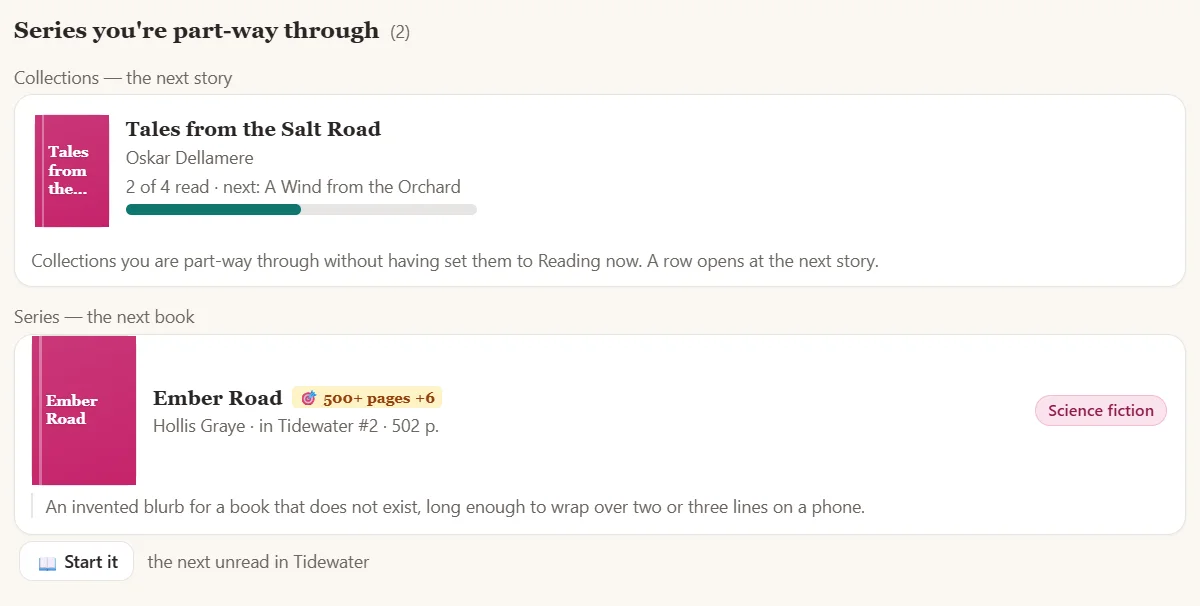 Series you're part-way through (2)
Collections — the next story
Tales
from
the...
Tales from the Salt Road
Oskar Dellamere
2 of 4 read · next: A Wind from the Orchard
Collections you are part-way through without having set them to Reading now. A row opens at the next story.
Series — the next book
Ember
Road
Ember Road 🎯 500+ pages +6
Hollis Graye · in Tidewater #2 · 502 p.
Science fiction
An invented blurb for a book that does not exist, long enough to wrap over two or three lines on a phone.
📖 Start it the next unread in Tidewater